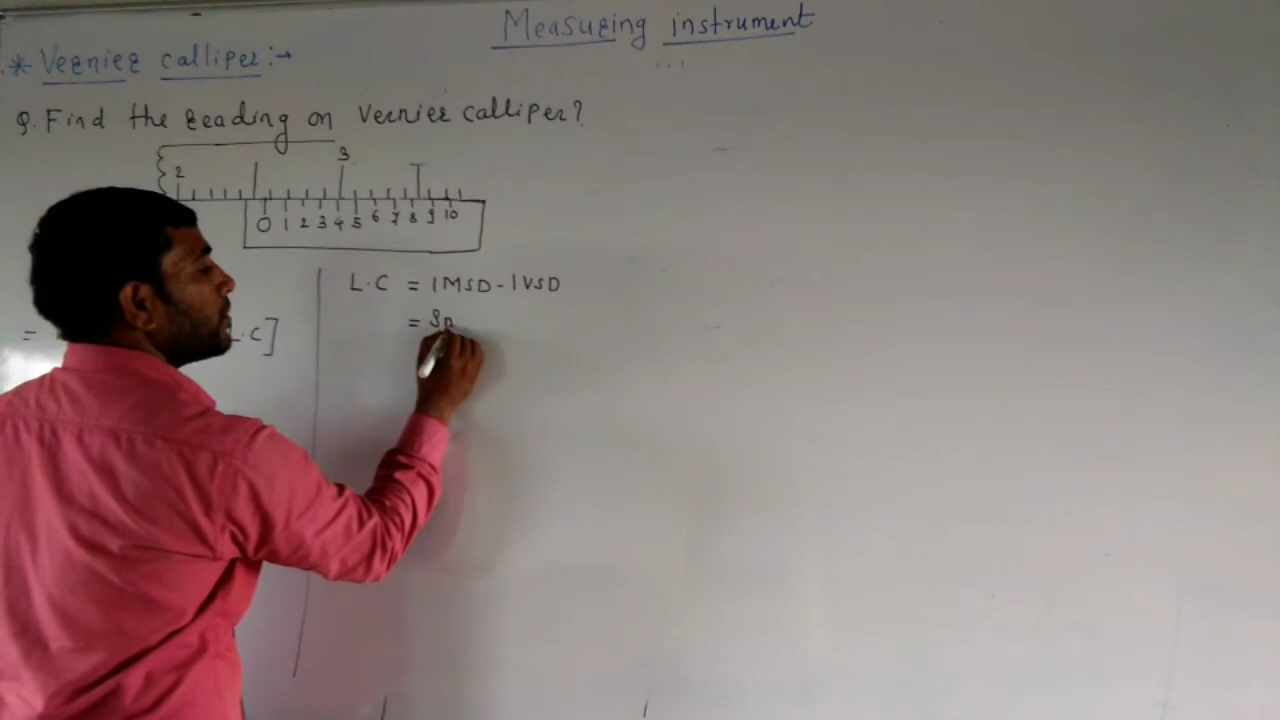 Measuring instrument
* Vernier calliper:→
Q. Find the reading on Vernier calliper?
2 3
0 1 2 3 4 5 6 7 8 9 10
L.C = 1MSD - 1VSD
=
= .C]